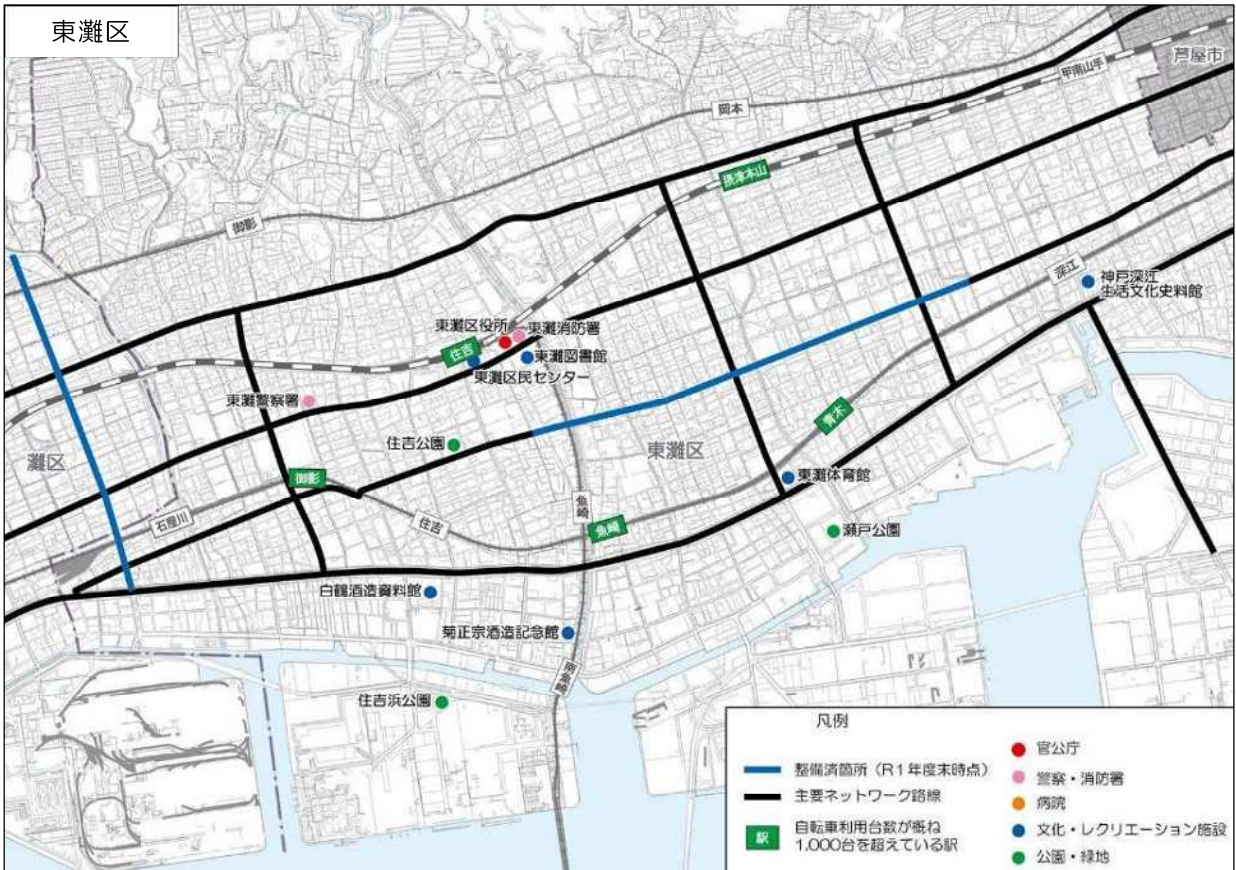 東灘区
芦屋市
甲南山手
岡本
摂津本山
御影
深江
神戸深江
生活文化史料館
東灘区役所
東灘消防署
住吉
東灘図書館
東灘区民センター
東灘警察署
青木
住吉公園
東灘区
灘区
御影
東灘体育館
石屋川
住吉
魚崎
魚崎
瀬戸公園
白鶴酒造資料館
菊正宗酒造記念館
南魚崎
住吉浜公園
凡例
整備済箇所(R1年度末時点)
主要ネットワーク路線
駅
自転車利用台数が概ね
1,000台を超えている駅
官公庁
警察・消防署
病院
文化・レクリエーション施設
公園・緑地